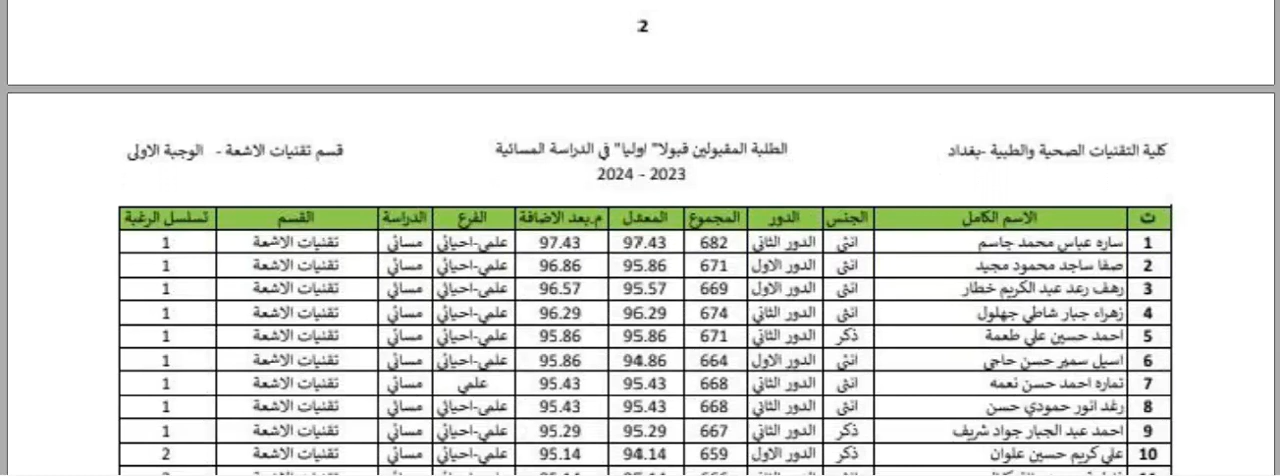 2
كلية التقنيات الصحية والطبية -بغداد الطلبة المقبولين قبولا" اوليا" في الدراسة المسائية قسم تقنيات الاشعة - الوجبة الاولى
2023 - 2024
ت الاسم الكامل الجنس الدور المجموع المعدل م.بعد الاضافة الفرع الدراسة القسم تسلسل الرغبة
1 ساره عباس محمد جاسم انثى الدور الثاني 682 97.43 97.43 علمي-احيائي مسائي تقنيات الاشعة 1
2 صفا ساجد محمود مجيد انثى الدور الاول 671 95.86 96.86 علمي-احيائي مسائي تقنيات الاشعة 1
3 رهف رعد عبد الكريم خطار انثى الدور الاول 669 95.57 96.57 علمي-احيائي مسائي تقنيات الاشعة 1
4 زهراء جبار شاطي جهلول انثى الدور الثاني 674 96.29 96.29 علمي-احيائي مسائي تقنيات الاشعة 1
5 احمد حسين علي طعمة ذكر الدور الثاني 671 95.86 95.86 علمي-احيائي مسائي تقنيات الاشعة 1
6 اسيل سمير حسن حاجي انثى الدور الاول 664 94.86 95.86 علمي-احيائي مسائي تقنيات الاشعة 1
7 تماره احمد حسن نعمه انثى الدور الثاني 668 95.43 95.43 علمي مسائي تقنيات الاشعة 1
8 رغد انور حمودي حسن انثى الدور الثاني 668 95.43 95.43 علمي-احيائي مسائي تقنيات الاشعة 1
9 احمد عبد الجبار جواد شريف ذكر الدور الثاني 667 95.29 95.29 علمي-احيائي مسائي تقنيات الاشعة 1
10 علي كريم حسين علوان ذكر الدور الاول 659 94.14 95.14 علمي-احيائي مسائي تقنيات الاشعة 2